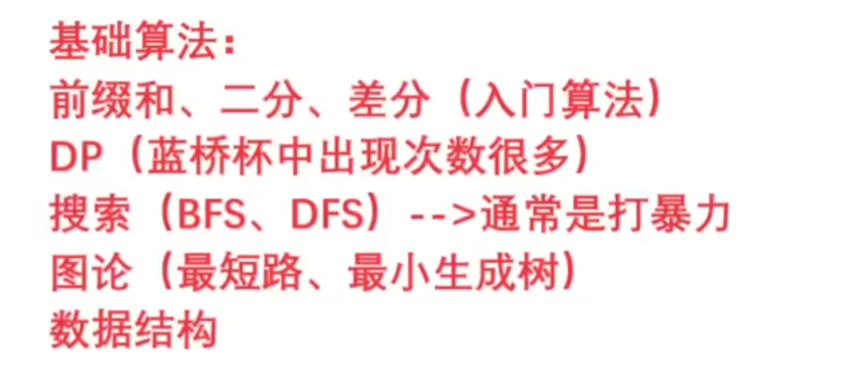 基础算法：
前缀和、二分、差分（入门算法）
DP（蓝桥杯中出现次数很多）
搜索（BFS、DFS）-->通常是打暴力
图论（最短路、最小生成树）
数据结构